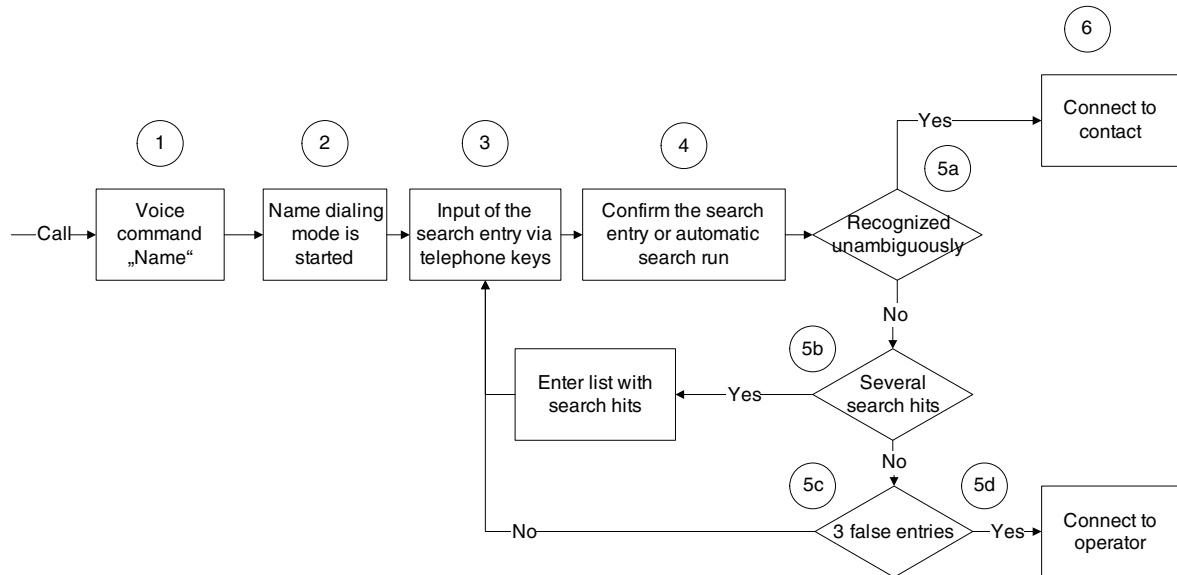 6
Connect to
contact
Yes
1
2
3
4
5a
Call
Voice
command
„Name“
Name dialing
mode is
started
Input of the
search entry via
telephone keys
Confirm the search
entry or automatic
search run
Recognized
unambiguously
No
5b
Enter list with
search hits
Yes
Several
search hits
No
5c
5d
No
3 false entries
Yes
Connect to
operator